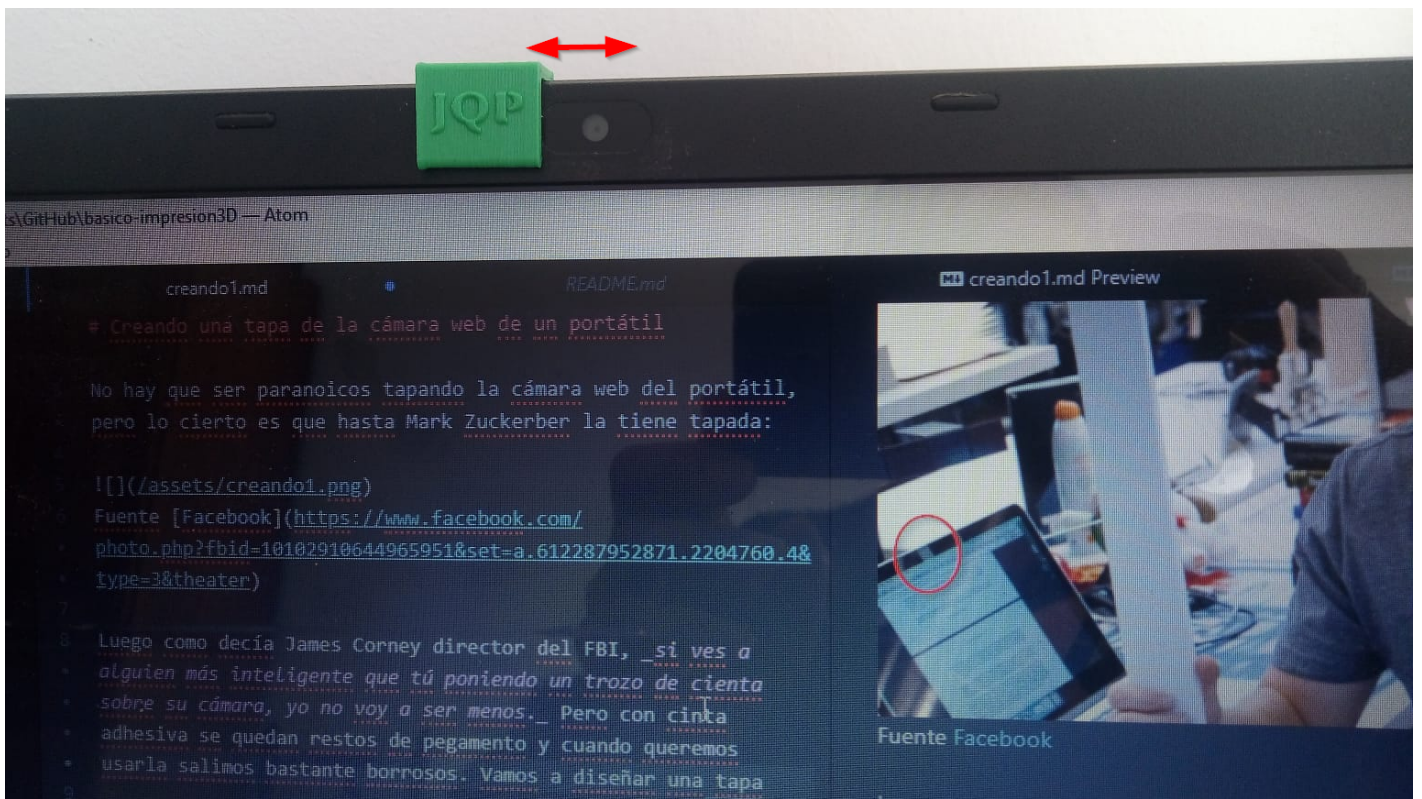 JQP
s\GitHub\basico-impresion3D — Atom
creando1.md
README.md
creando1.md Preview
# Creando una tapa de la cámara web de un portátil
No hay que ser paranoicos tapando la cámara web del portátil,
pero lo cierto es que hasta Mark Zuckerber la tiene tapada:
![](/assets/creando1.png)
6 Fuente [Facebook](https://www.facebook.com/
photo.php?fbid=10102910644965951&set=a.612287952871.2204760.4&
type=3&theater)
7
8 Luego como decía James Corney director del FBI, _si ves a
alguien más inteligente que tú poniendo un trozo de cienta
sobre su cámara, yo no voy a ser menos._ Pero con cinta
adhesiva se quedan restos de pegamento y cuando queremos
usarla salimos bastante borrosos. Vamos a diseñar una tapa
9
Fuente Facebook